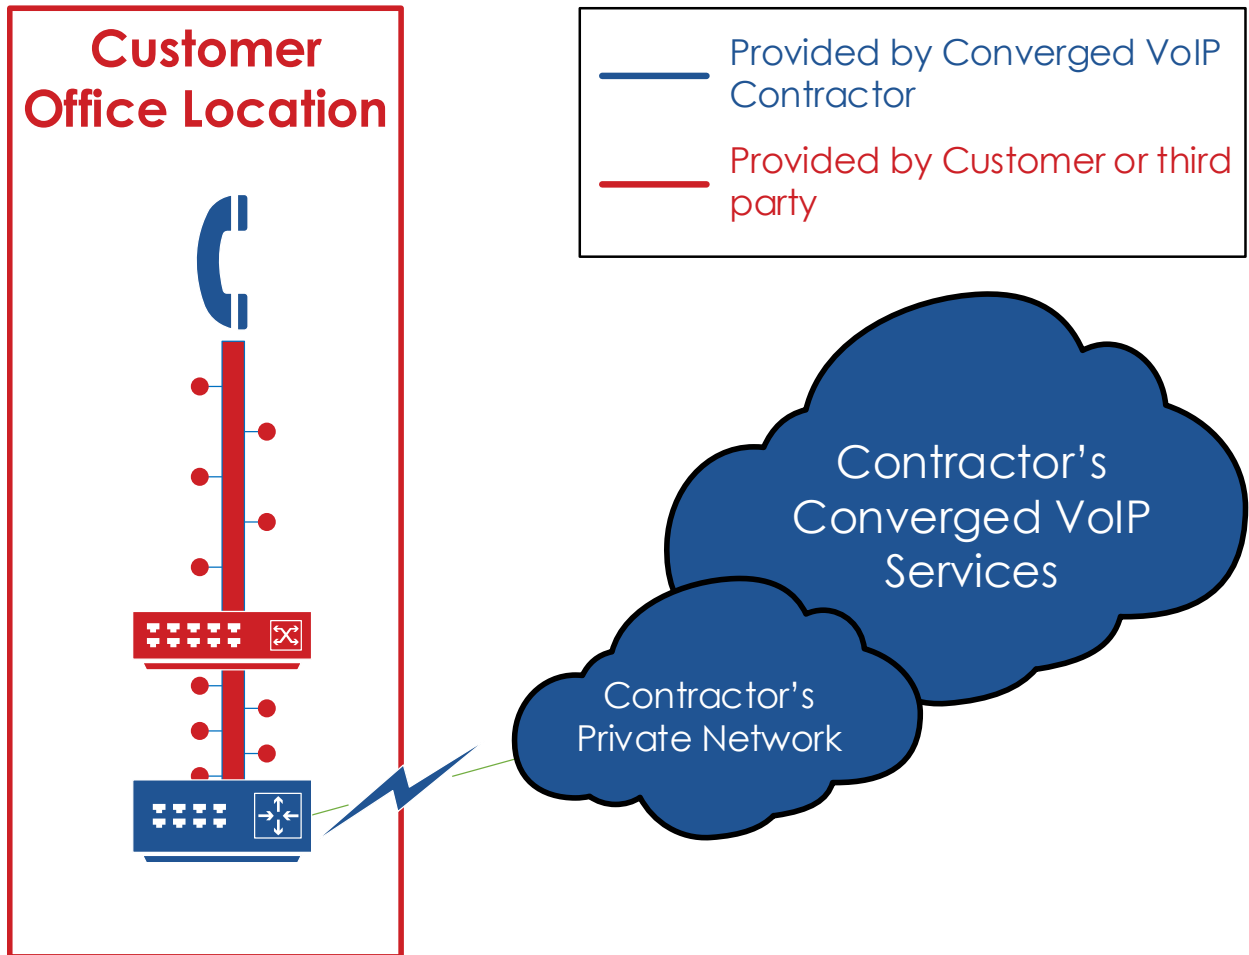 Customer
Office Location
Provided by Converged VoIP
Contractor
Provided by Customer or third
party
Contractor’s
Converged VoIP
Services
Contractor’s
Private Network